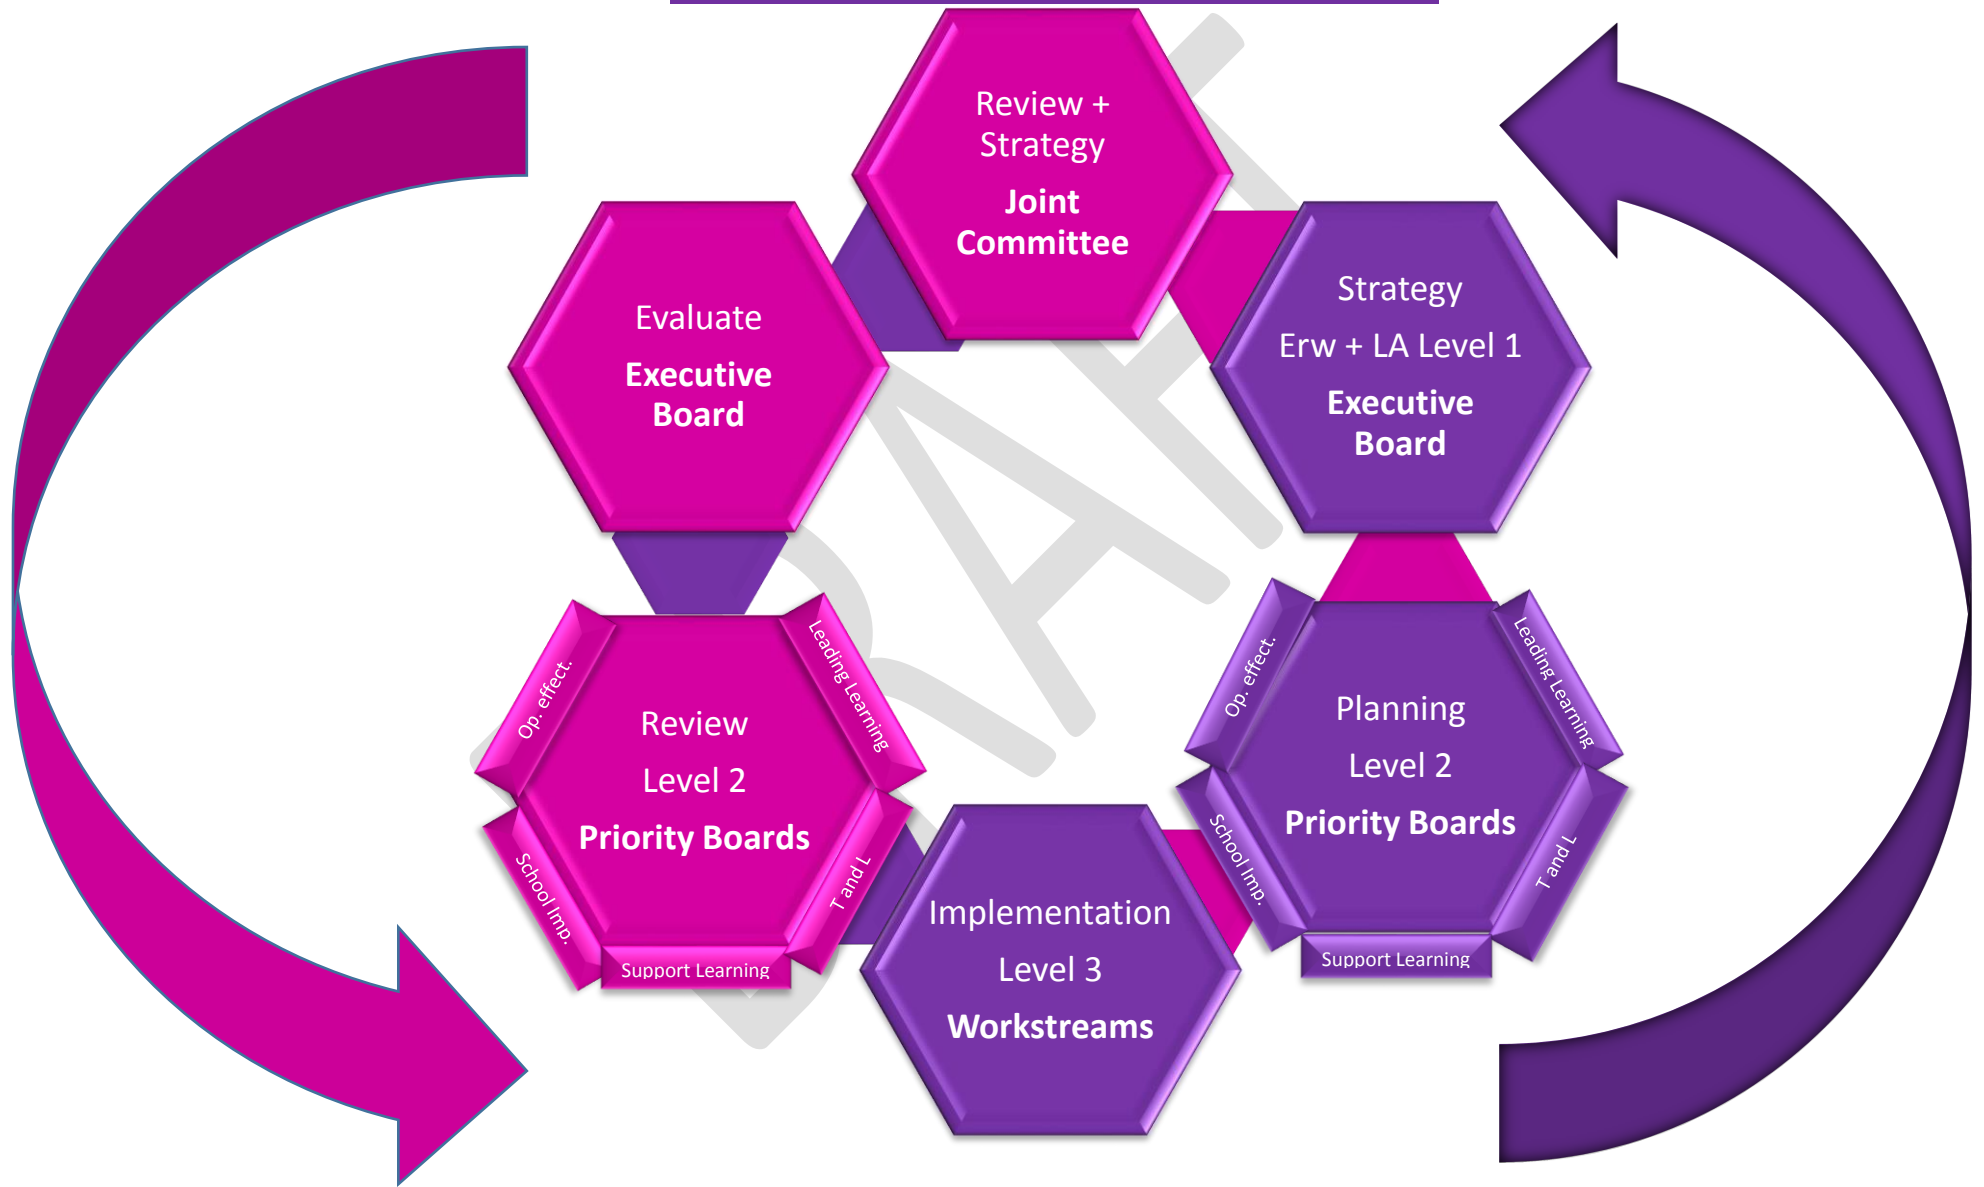 Review +
Strategy
Joint
Committee
Evaluate
Executive
Board
Strategy
Erw + LA Level 1
Executive
Board
Op. effect.
Leading Learning
Review
Level 2
Priority Boards
School Imp.
T and L
Support Learning
Op. effect.
Leading Learning
Planning
Level 2
Priority Boards
School Imp.
T and L
Support Learning
Implementation
Level 3
Workstreams
DRAFT